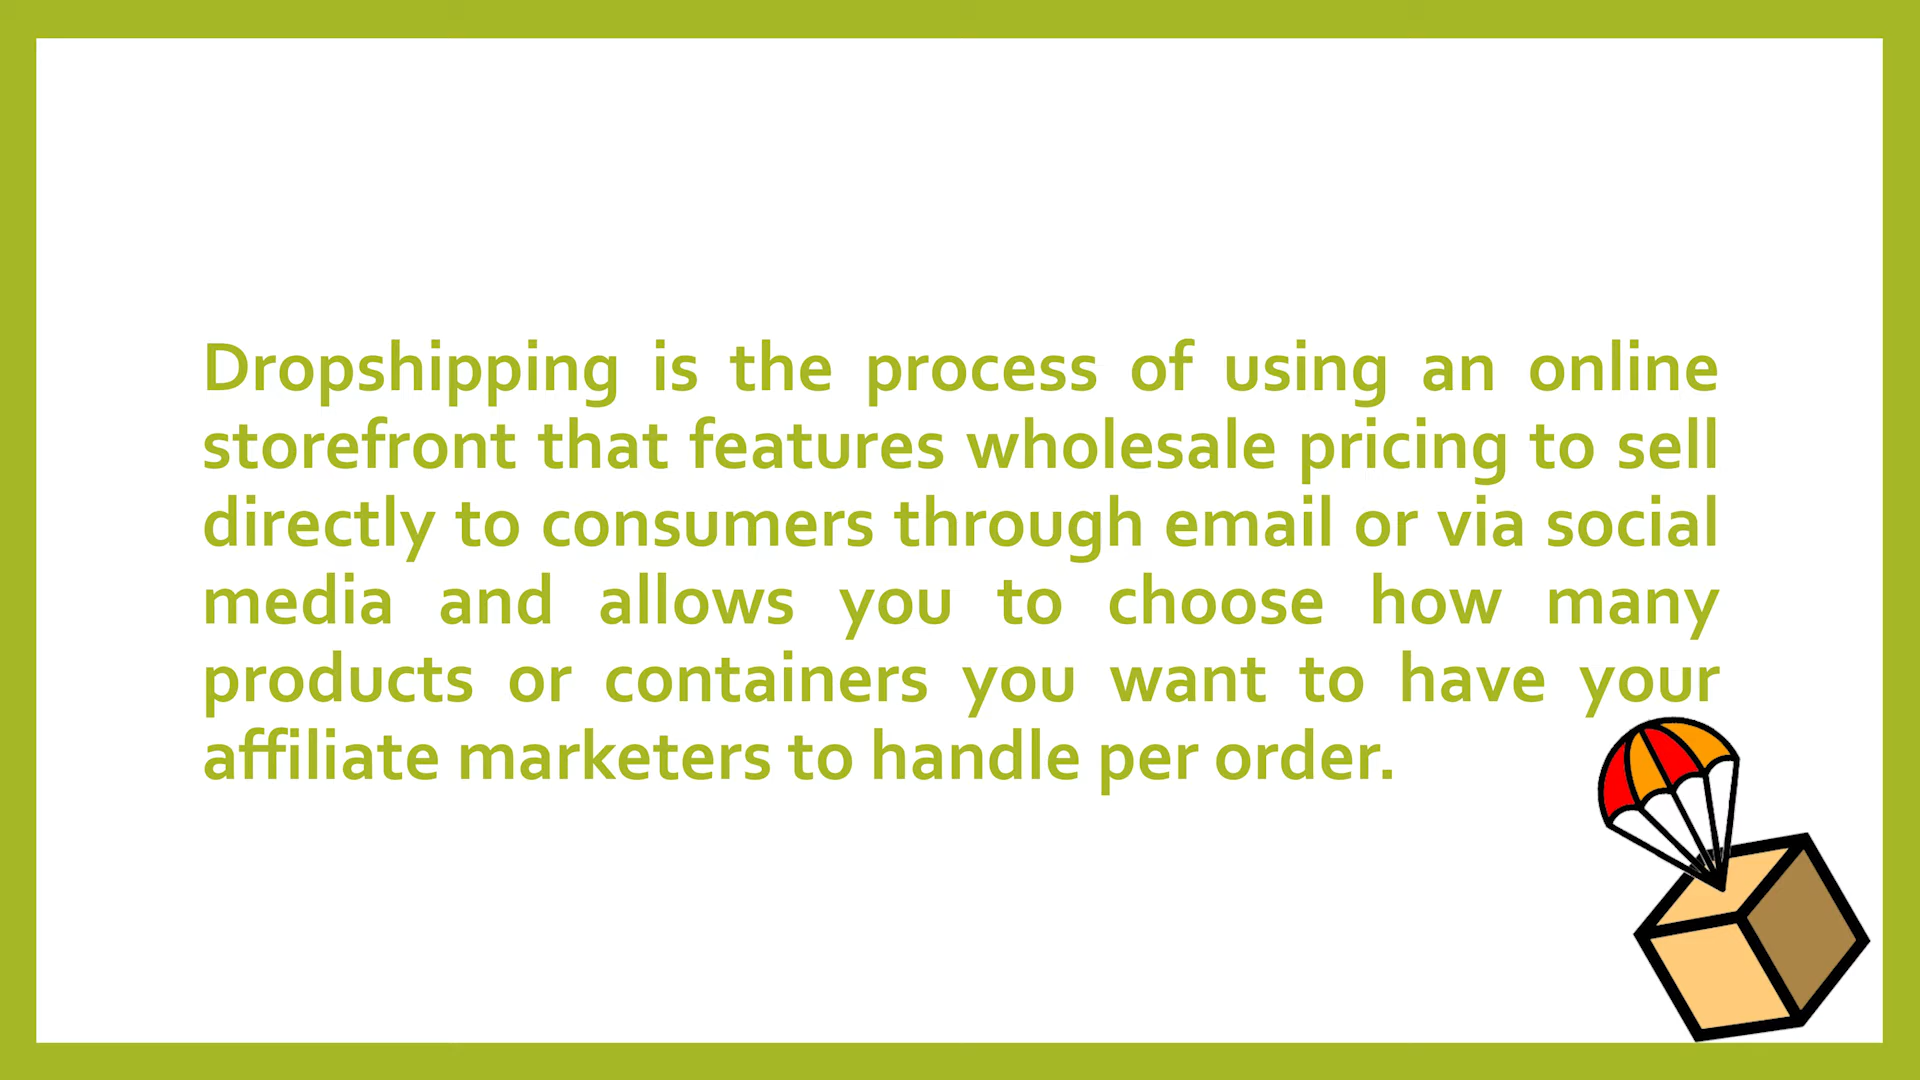 Dropshipping is the process of using an online
storefront that features wholesale pricing to sell
directly to consumers through email or via social
media and allows you to choose how many
products or containers you want to have your
affiliate marketers to handle per order.